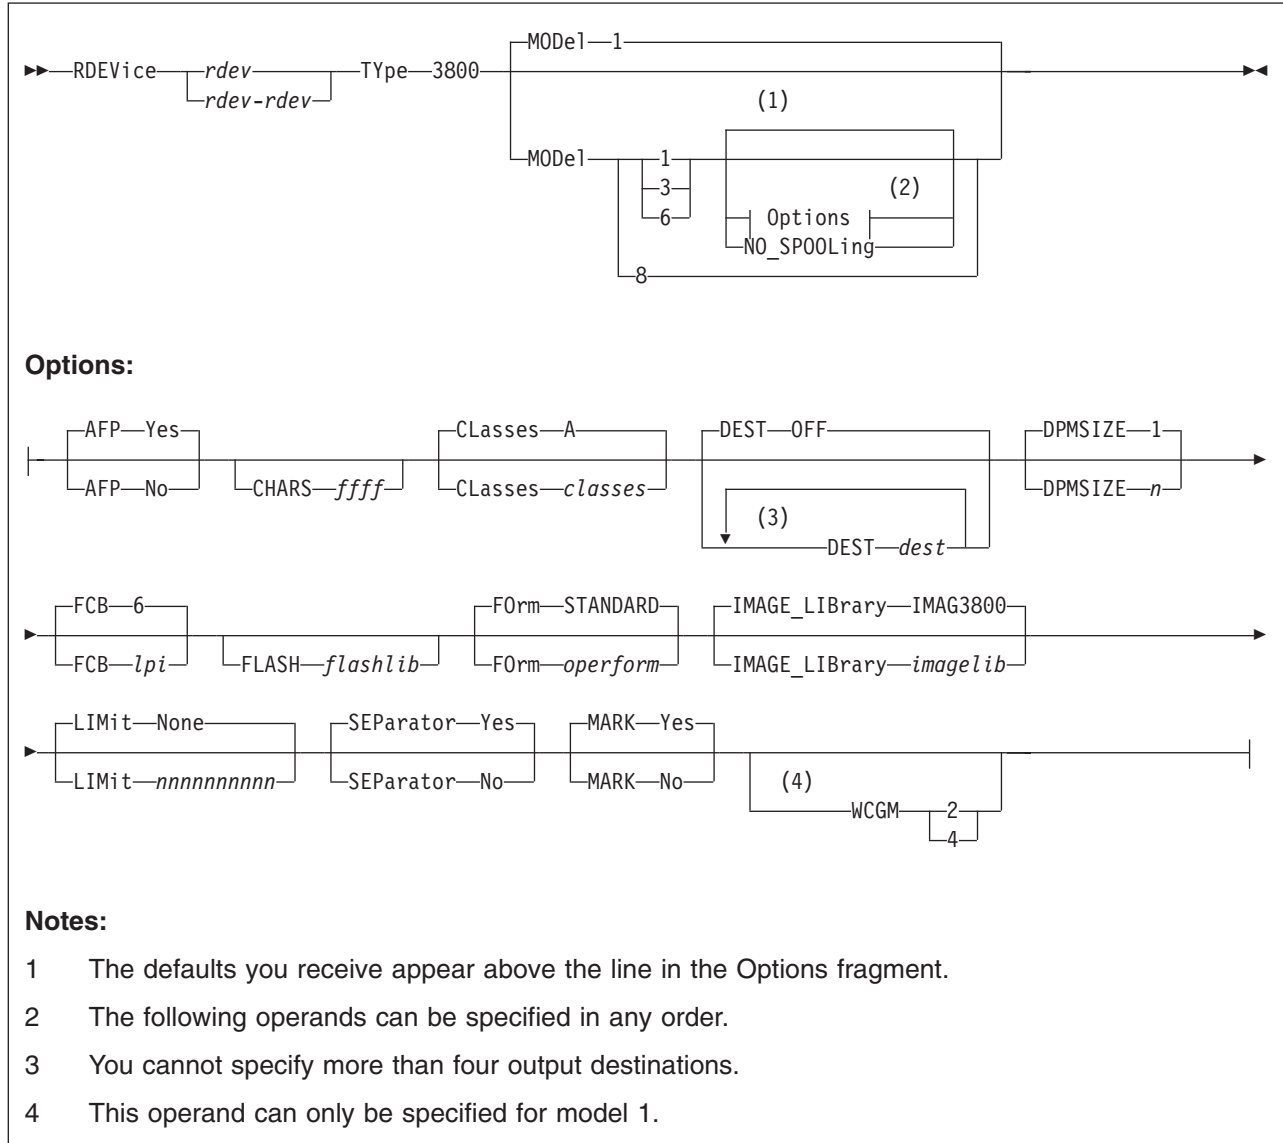 MODel 1
RDEVice rdev TYpe 3800
rdev-rdev
(1)
MODel 1
3 (2)
6 Options
NO_SPOOLing
8
Options:
AFP Yes CLasses A DEST OFF DPMSIZE 1
AFP No CHARS ffff CLasses classes DPMSIZE n
(3)
DEST dest
FCB 6 FOrm STANDARD IMAGE_LIBrary IMAG3800
FCB lpi FLASH flashlib FOrm operform IMAGE_LIBrary imagelib
LIMit None SEParator Yes MARK Yes
LIMit nnnnnnnnnn SEParator No MARK No (4)
WCGM 2
4
Notes:
1 The defaults you receive appear above the line in the Options fragment.
2 The following operands can be specified in any order.
3 You cannot specify more than four output destinations.
4 This operand can only be specified for model 1.